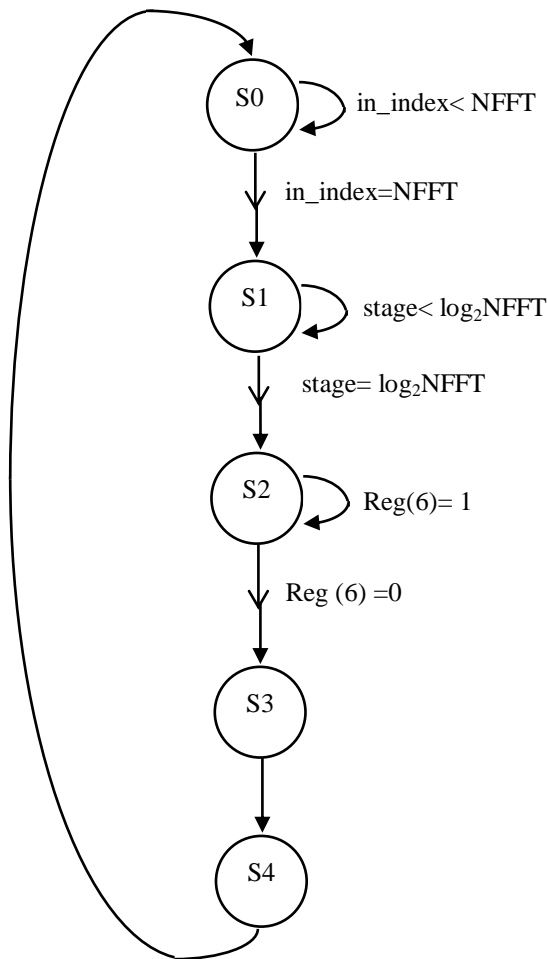 S0
in_index< NFFT
in_index=NFFT
S1
stage< log₂NFFT
stage= log₂NFFT
S2
Reg(6)= 1
Reg (6) =0
S3
S4